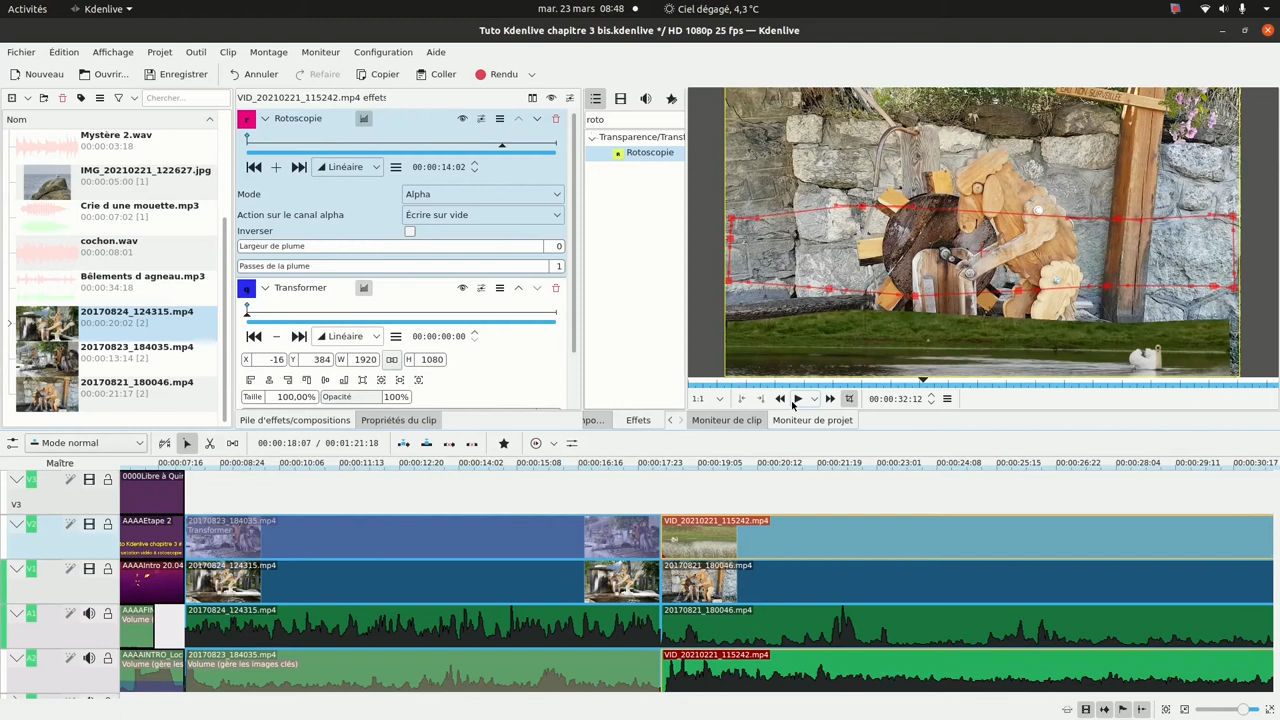 Activités
Kdenlive
mar. 23 mars 08:48
Ciel dégagé, 4,3 °C
Tuto Kdenlive chapitre 3 bis.kdenlive */ HD 1080p 25 fps — Kdenlive
Fichier Édition Affichage Projet Outil Clip Montage Moniteur Configuration Aide
Nouveau Ouvrir... Enregistrer Annuler Refaire Copier Coller Rendu
Chercher...
VID_20210221_115242.mp4 effets
Nom
Mystère 2.wav
00:00:03:18
IMG_20210221_122627.jpg
00:00:05:00 [1]
Crie d une mouette.mp3
00:00:07:02 [1]
cochon.wav
00:00:08:01
Bêlements d agneau.mp3
00:00:34:18
20170824_124315.mp4
00:00:20:02 [2]
20170823_184035.mp4
00:00:13:14 [2]
20170821_180046.mp4
00:00:21:17 [2]
Rotoscopie
Linéaire 00:00:14:02
Mode Alpha
Action sur le canal alpha Écrire sur vide
Inverser
Largeur de plume 0
Passes de la plume 1
Transformer
Linéaire 00:00:00:00
X -16 Y 384 W 1920 H 1080
Taille 100,00% Opacité 100%
Pile d'effets/compositions Propriétés du clip
roto
Transparence/Transf
Rotoscopie
Effets
1:1
00:00:32:12
Moniteur de clip Moniteur de projet
Mode normal
00:00:18:07 / 00:01:21:18
Maître
00:00:07:16 00:00:08:24 00:00:10:06 00:00:11:13 00:00:12:20 00:00:14:02 00:00:15:08 00:00:16:16 00:00:17:23 00:00:19:05 00:00:20:12 00:00:21:19 00:00:23:01 00:00:24:08 00:00:25:15 00:00:26:22 00:00:28:04 00:00:29:11 00:00:30:17
V3
0000Libre à Quir
V3
V2
AAAAEtape 2
20170823_184035.mp4
Transformer
VID_20210221_115242.mp4
V1
AAAAIntro 20.04
20170824_124315.mp4
20170821_180046.mp4
A1
AAAAFIN
Volume (
20170824_124315.mp4
20170821_180046.mp4
A2
AAAAINTRO_Loc
Volume (gère les
20170823_184035.mp4
Volume (gère les images clés)
VID_20210221_115242.mp4